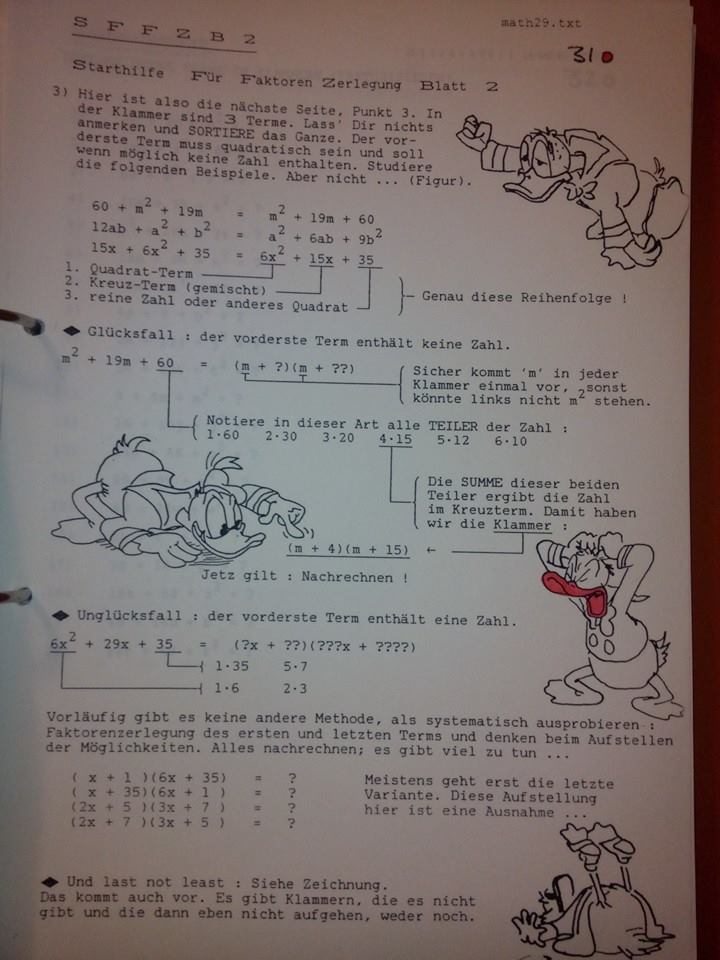 S F F Z B 2
math29.txt
310
Starthilfe Für Faktoren Zerlegung Blatt 2
3) Hier ist also die nächste Seite, Punkt 3. In
der Klammer sind 3 Terme. Lass' Dir nichts
anmerken und SORTIERE das Ganze. Der vor-
derste Term muss quadratisch sein und soll
wenn möglich keine Zahl enthalten. Studiere
die folgenden Beispiele. Aber nicht ... (Figur).
60 + m² + 19m = m² + 19m + 60
12ab + a² + b² = a² + 6ab + 9b²
15x + 6x² + 35 = 6x² + 15x + 35
1. Quadrat-Term
2. Kreuz-Term (gemischt)
3. reine Zahl oder anderes Quadrat
Genau diese Reihenfolge !
◆ Glücksfall : der vorderste Term enthält keine Zahl.
m² + 19m + 60 = (m + ?)(m + ??)
Sicher kommt 'm' in jeder
Klammer einmal vor, sonst
könnte links nicht m² stehen.
Notiere in dieser Art alle TEILER der Zahl :
1·60 2·30 3·20 4·15 5·12 6·10
Die SUMME dieser beiden
Teiler ergibt die Zahl
im Kreuzterm. Damit haben
wir die Klammer :
(m + 4)(m + 15) ←
Jetz gilt : Nachrechnen !
◆ Unglücksfall : der vorderste Term enthält eine Zahl.
6x² + 29x + 35 = (?x + ??)(???x + ????)
1·35 5·7
1·6 2·3
Vorläufig gibt es keine andere Methode, als systematisch ausprobieren :
Faktorenzerlegung des ersten und letzten Terms und denken beim Aufstellen
der Möglichkeiten. Alles nachrechnen; es gibt viel zu tun ...
( x + 1 )(6x + 35) = ?
( x + 35)(6x + 1 ) = ?
(2x + 5 )(3x + 7 ) = ?
(2x + 7 )(3x + 5 ) = ?
Meistens geht erst die letzte
Variante. Diese Aufstellung
hier ist eine Ausnahme ...
◆ Und last not least : Siehe Zeichnung.
Das kommt auch vor. Es gibt Klammern, die es nicht
gibt und die dann eben nicht aufgehen, weder noch.